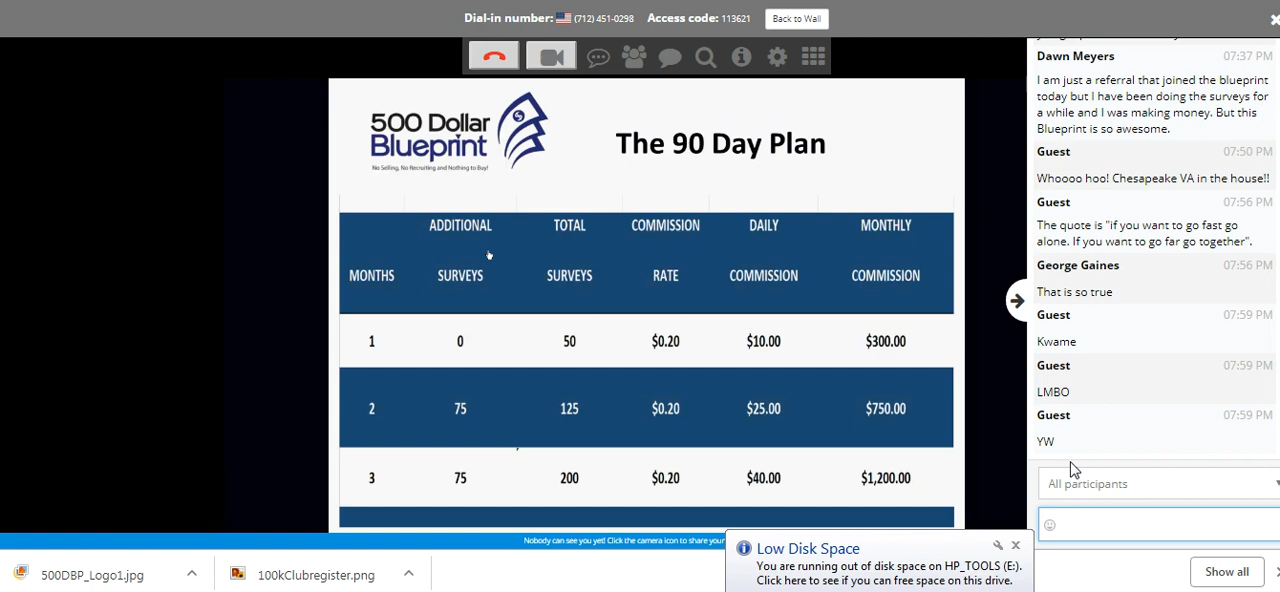 Dial-in number: (712) 451-0298 Access code: 113621 Back to Wall
500 Dollar
Blueprint
No Selling, No Recruiting and Nothing to Buy!
The 90 Day Plan
MONTHS ADDITIONAL SURVEYS TOTAL SURVEYS COMMISSION RATE DAILY COMMISSION MONTHLY COMMISSION
1 0 50 $0.20 $10.00 $300.00
2 75 125 $0.20 $25.00 $750.00
3 75 200 $0.20 $40.00 $1,200.00
Dawn Meyers 07:37 PM
I am just a referral that joined the blueprint
today but I have been doing the surveys for
a while and I was making money. But this
Blueprint is so awesome.
Guest 07:50 PM
Whoooo hoo! Chesapeake VA in the house!!
Guest 07:56 PM
The quote is "if you want to go fast go
alone. If you want to go far go together".
George Gaines 07:56 PM
That is so true
Guest 07:59 PM
Kwame
Guest 07:59 PM
LMBO
Guest 07:59 PM
YW
All participants
Nobody can see you yet! Click the camera icon to share your
Low Disk Space
You are running out of disk space on HP_TOOLS (E:).
Click here to see if you can free space on this drive.
500DBP_Logo1.jpg
100kClubregister.png
Show all